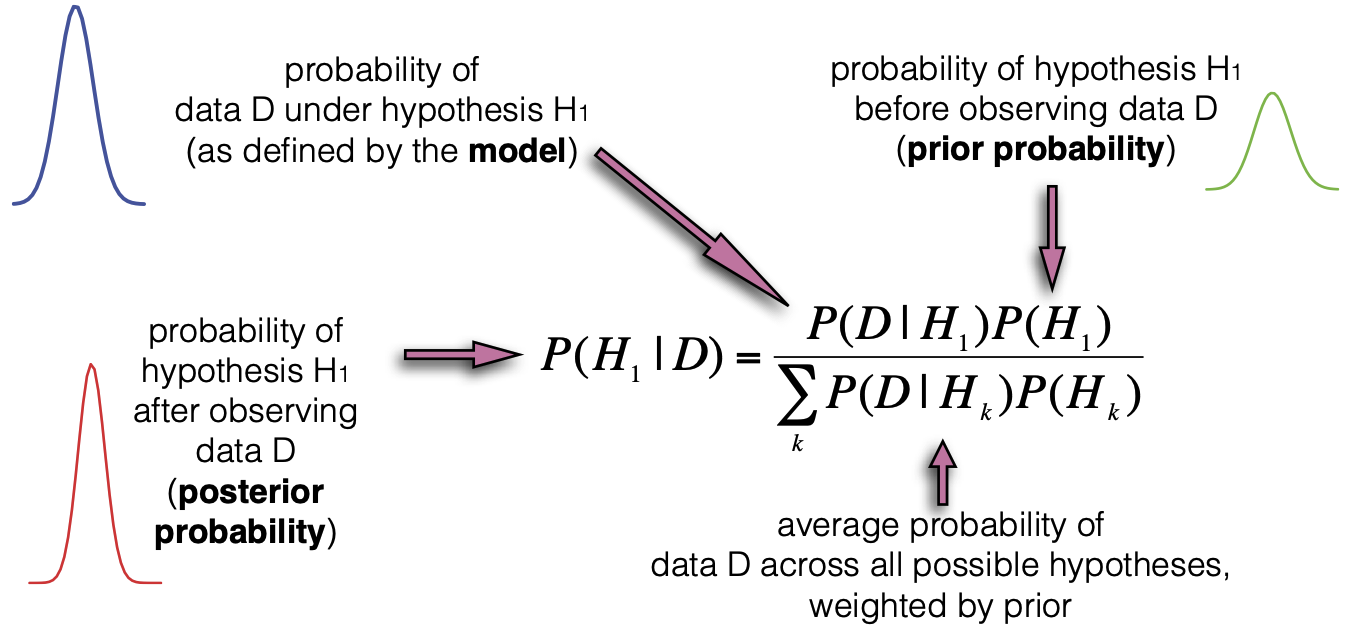 probability of
data D under hypothesis H₁
(as defined by the model)
probability of hypothesis H₁
before observing data D
(prior probability)
probability of
hypothesis H₁
after observing
data D
(posterior
probability)
P(H₁ | D) = P(D | H₁)P(H₁)
∑ₖ P(D | Hₖ)P(Hₖ)
average probability of
data D across all possible hypotheses,
weighted by prior